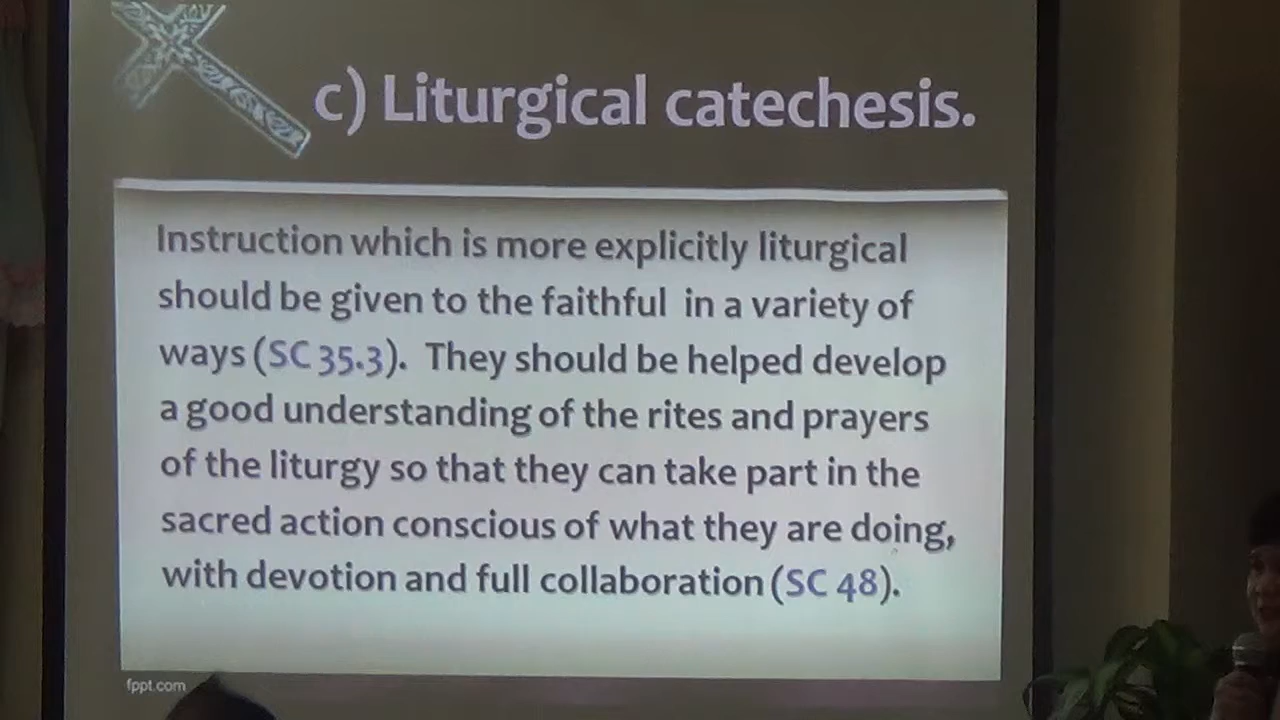 c) Liturgical catechesis.
Instruction which is more explicitly liturgical
should be given to the faithful in a variety of
ways (SC 35.3). They should be helped develop
a good understanding of the rites and prayers
of the liturgy so that they can take part in the
sacred action conscious of what they are doing,
with devotion and full collaboration (SC 48).
fppt.com